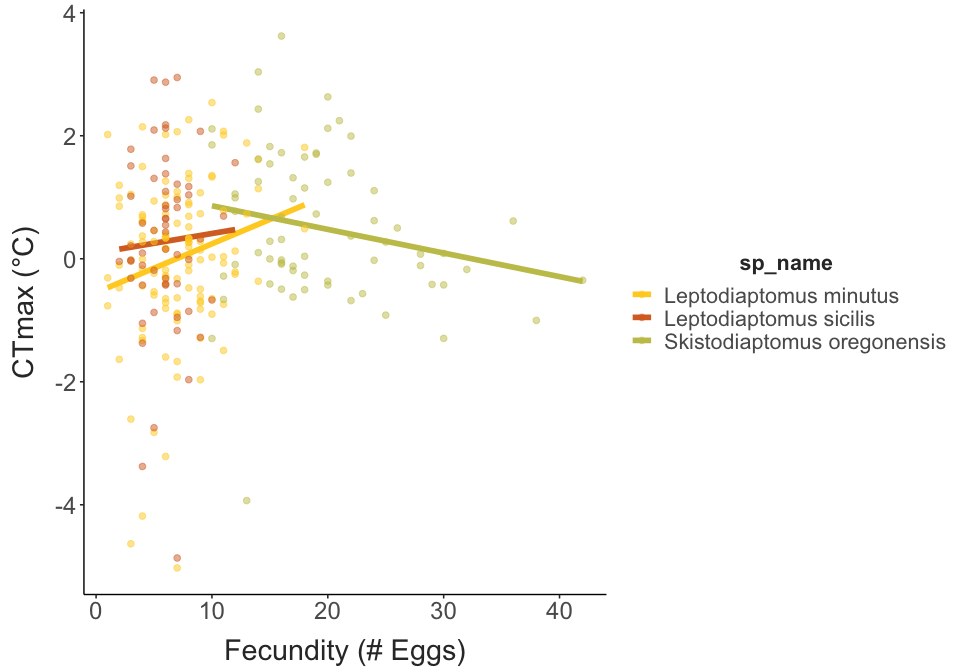 4
2
0
-2
-4
CTmax (°C)
0 10 20 30 40
Fecundity (# Eggs)
sp_name
Leptodiaptomus minutus
Leptodiaptomus sicilis
Skistodiaptomus oregonensis